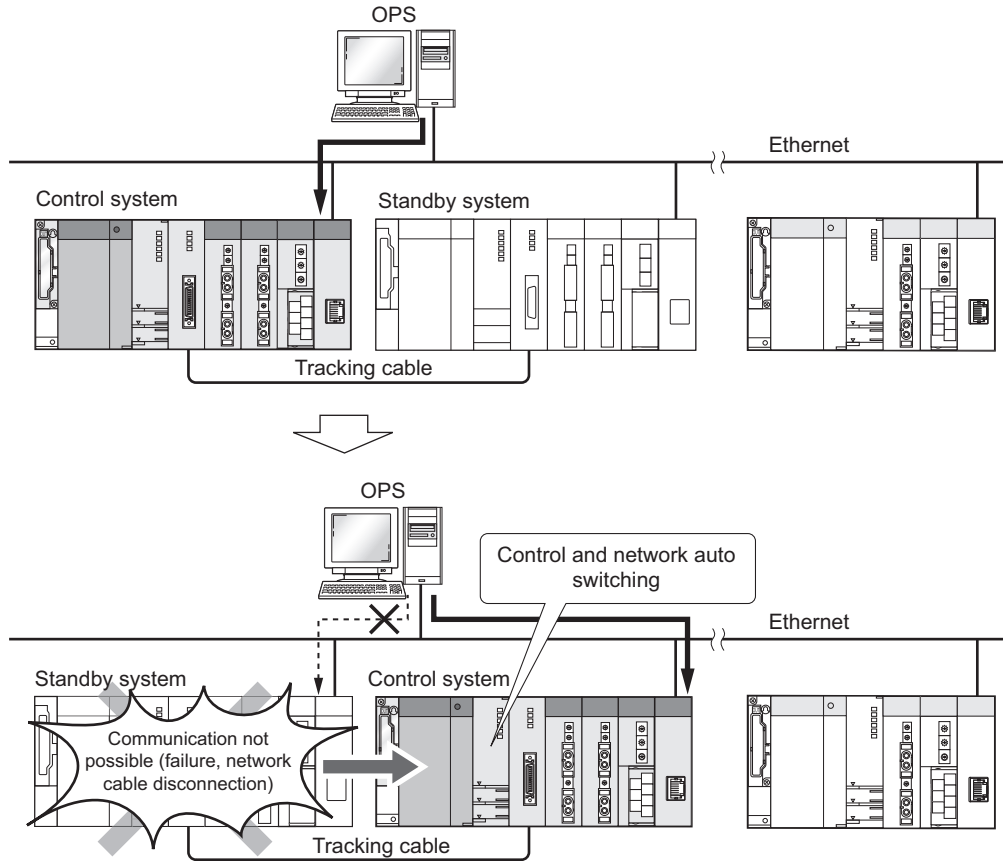 OPS
Ethernet
Control system
Standby system
Tracking cable
OPS
Control and network auto
switching
Ethernet
Standby system
Control system
Communication not
possible (failure, network
cable disconnection)
Tracking cable